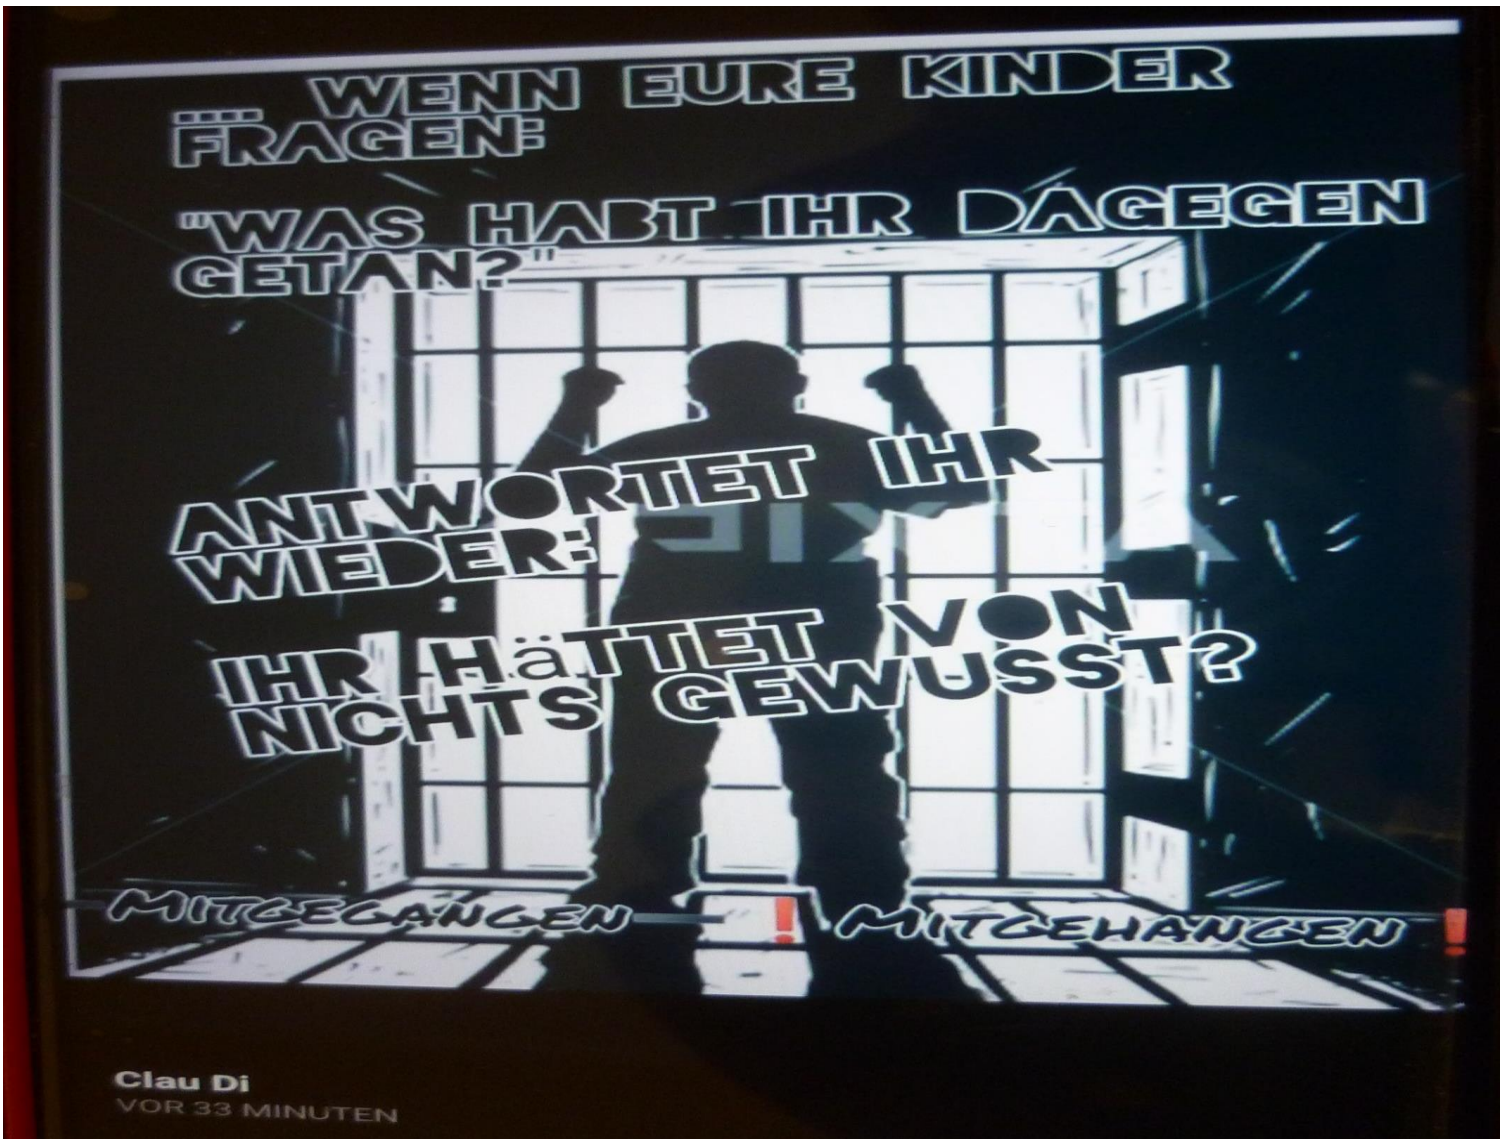 .... WENN EURE KINDER
FRAGEN:
"WAS HABT IHR DAGEGEN
GETAN?"
ANTWORTET IHR
WIEDER:
IHR HäTTET VON
NICHTS GEWUSST?
PIXTA
MITGEGANGEN ! MITGEHANGEN !
Clau Di
VOR 33 MINUTEN